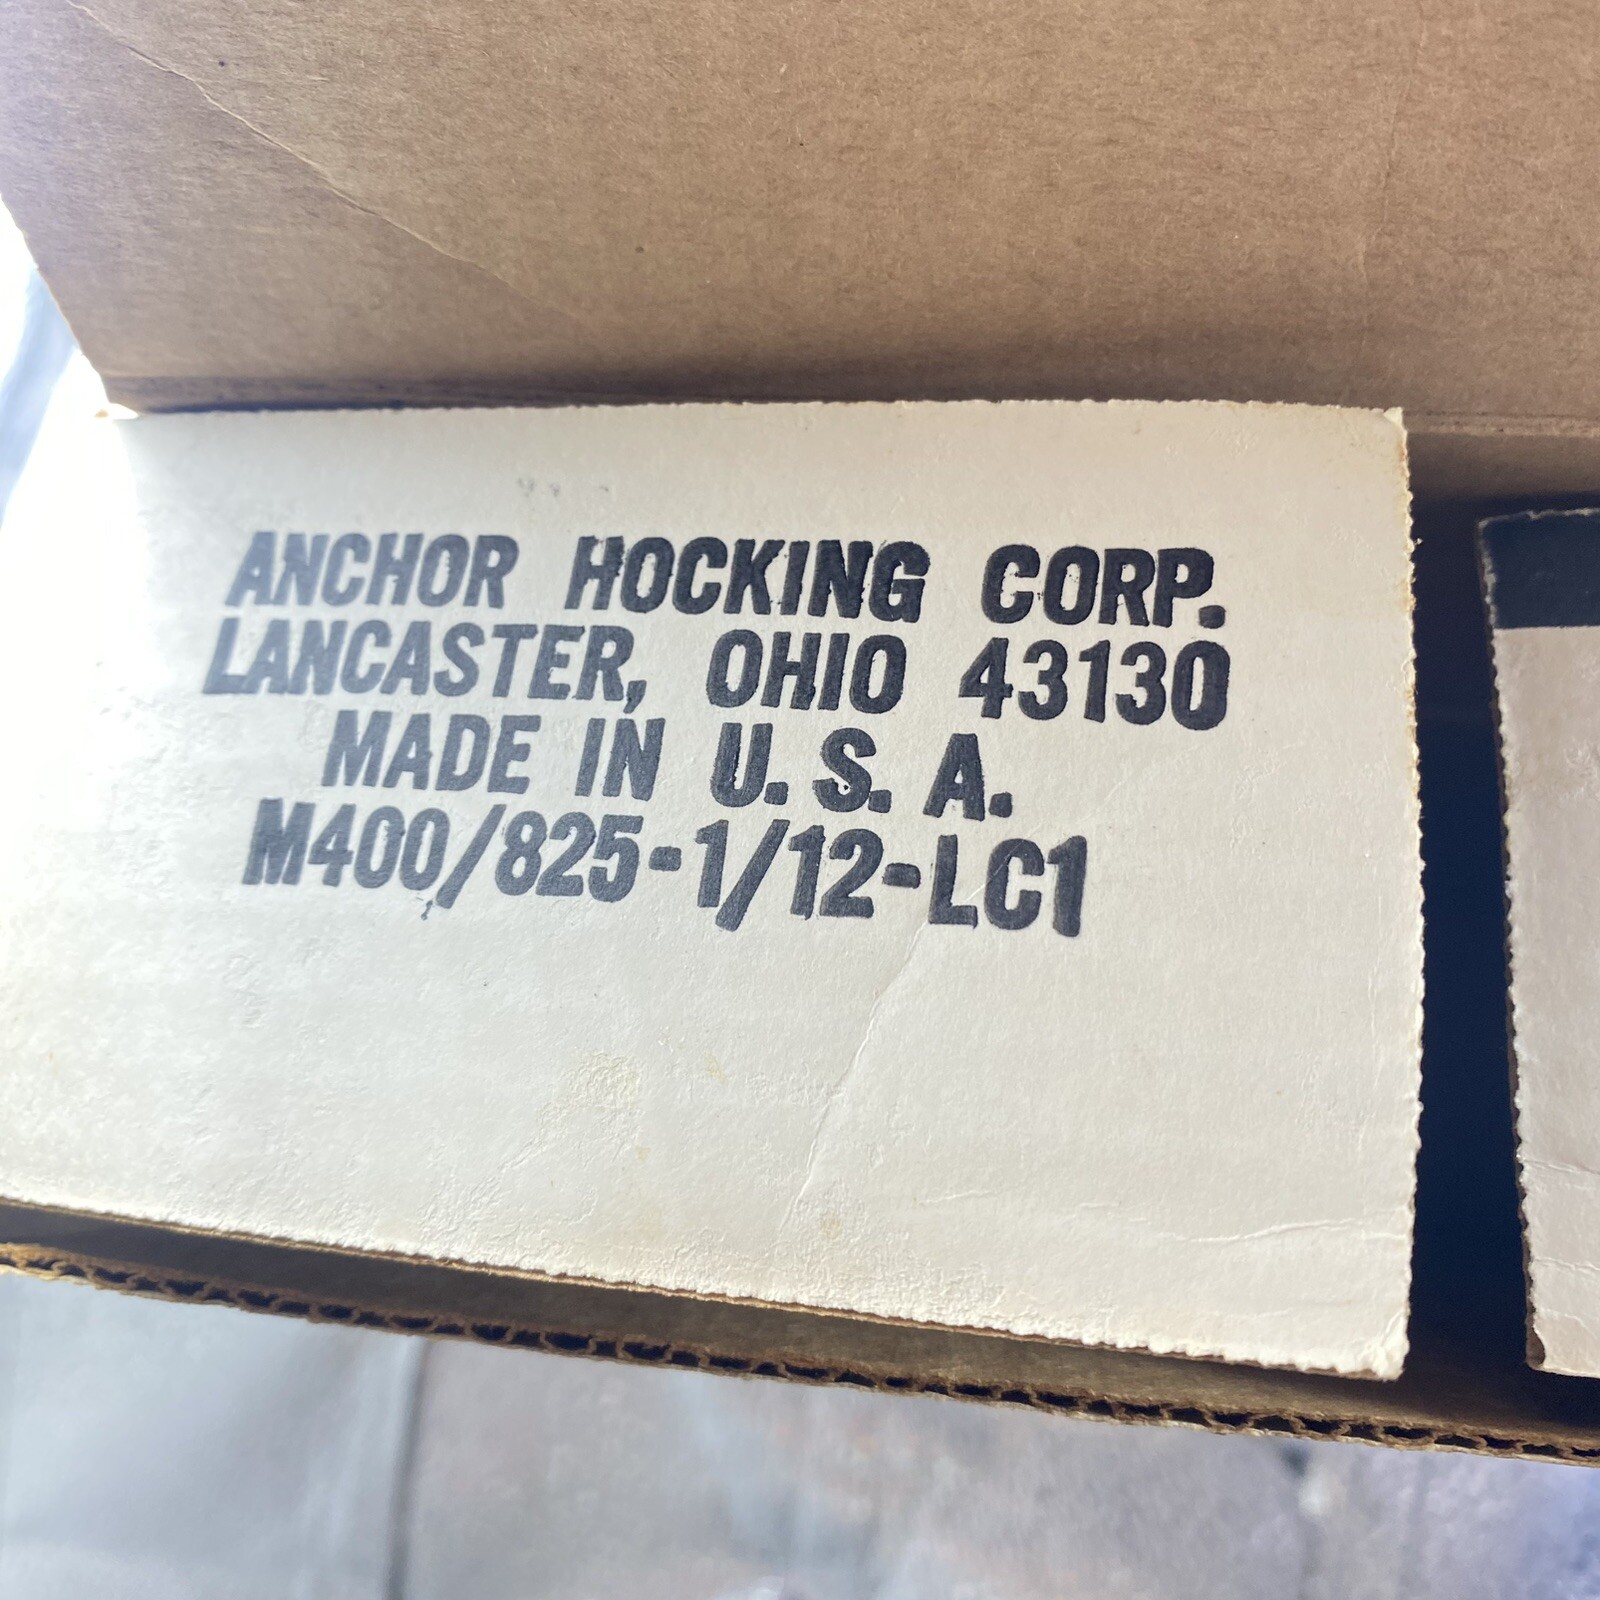 ANCHOR HOCKING CORP.
LANCASTER, OHIO 43130
MADE IN U. S. A.
M400/825-1/12-LC1